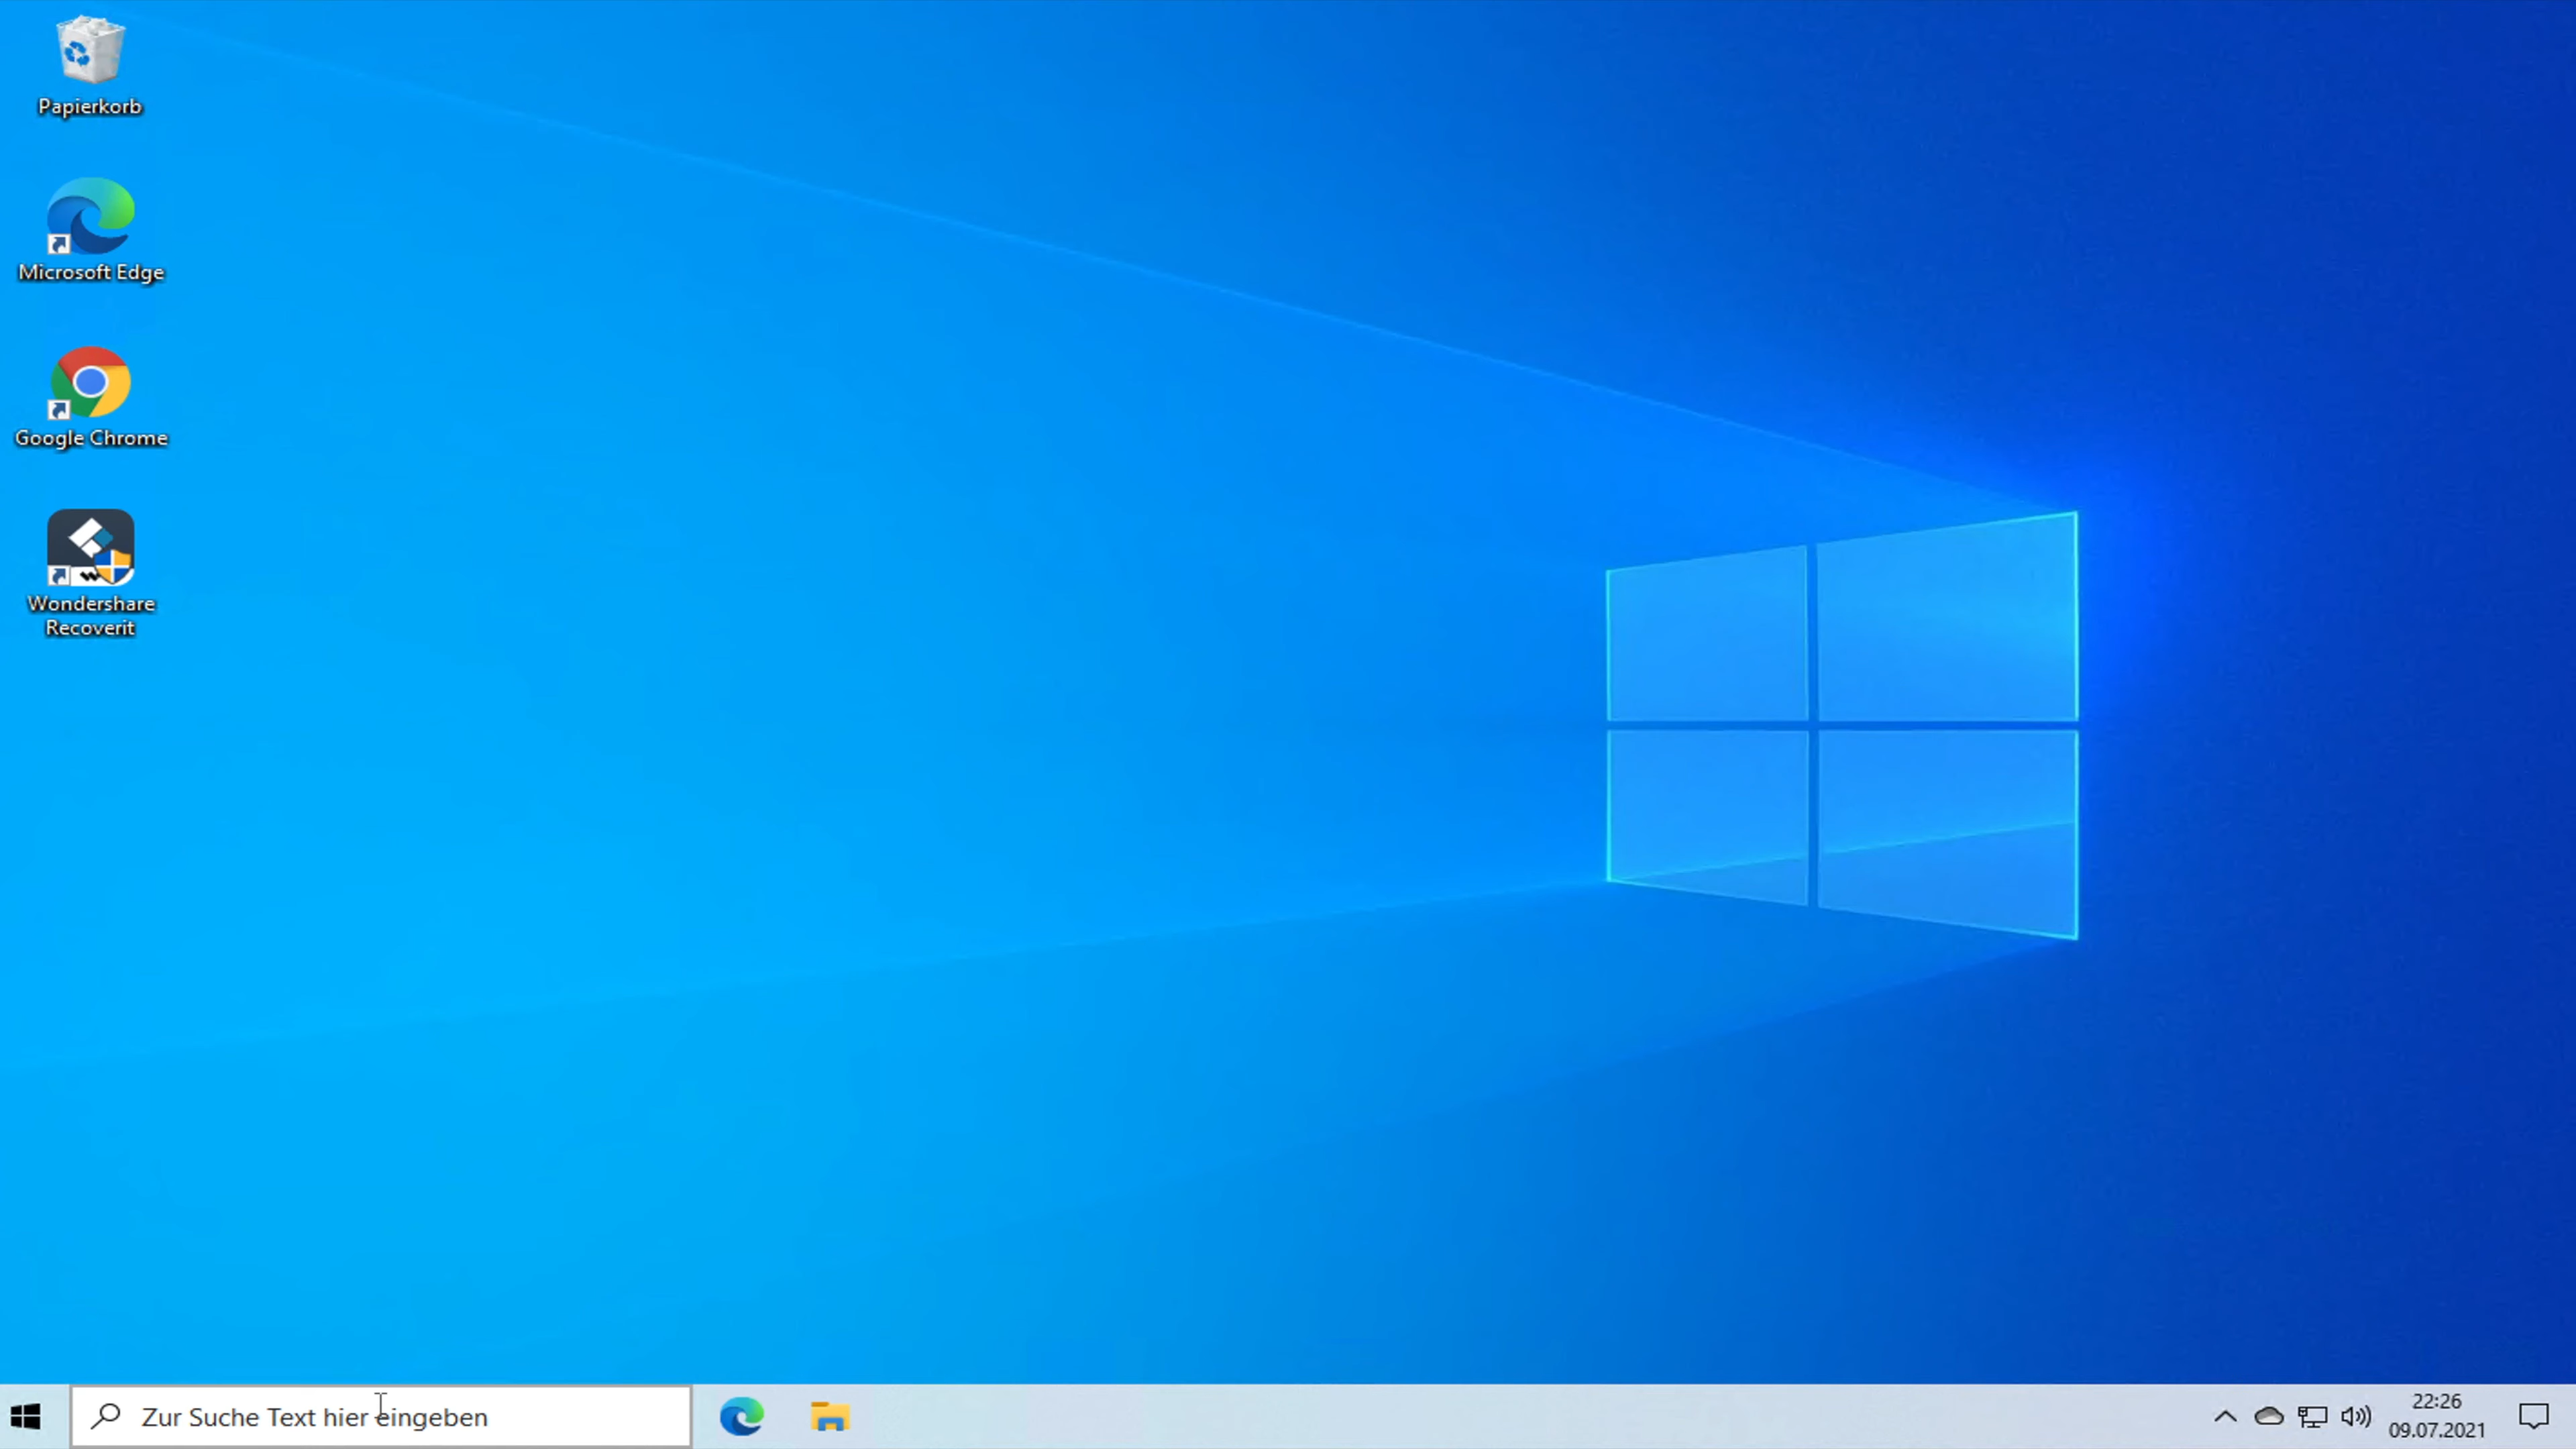 Papierkorb
Microsoft Edge
Google Chrome
Wondershare
Recoverit
Zur Suche Text hier eingeben
22:26
09.07.2021